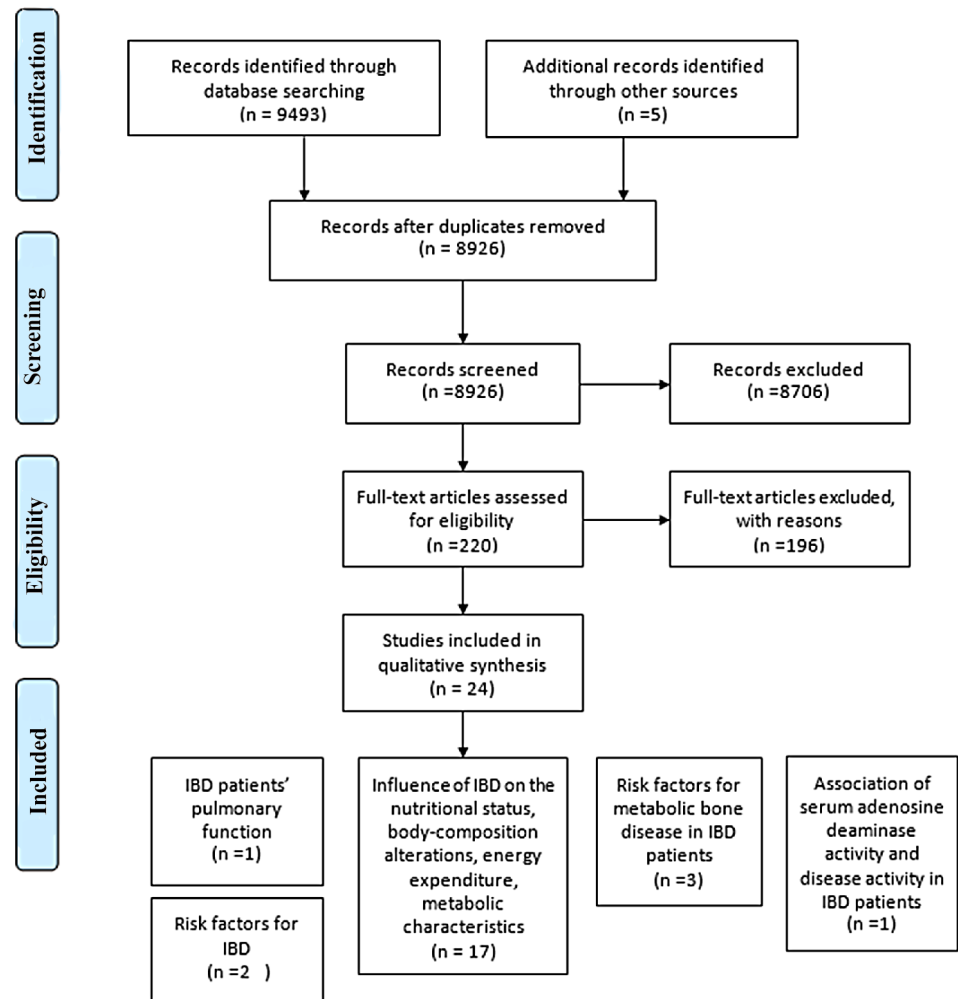 Identification
Records identified through
database searching
(n = 9493)
Additional records identified
through other sources
(n =5)
Records after duplicates removed
(n = 8926)
Screening
Records screened
(n =8926)
Records excluded
(n =8706)
Eligibility
Full-text articles assessed
for eligibility
(n =220)
Full-text articles excluded,
with reasons
(n =196)
Studies included in
qualitative synthesis
(n = 24)
Included
IBD patients’
pulmonary
function
(n =1)
Risk factors for
IBD
(n =2 )
Influence of IBD on the
nutritional status,
body-composition
alterations, energy
expenditure,
metabolic
characteristics
(n = 17)
Risk factors for
metabolic bone
disease in IBD
patients
(n =3)
Association of
serum adenosine
deaminase
activity and
disease activity in
IBD patients
(n =1)